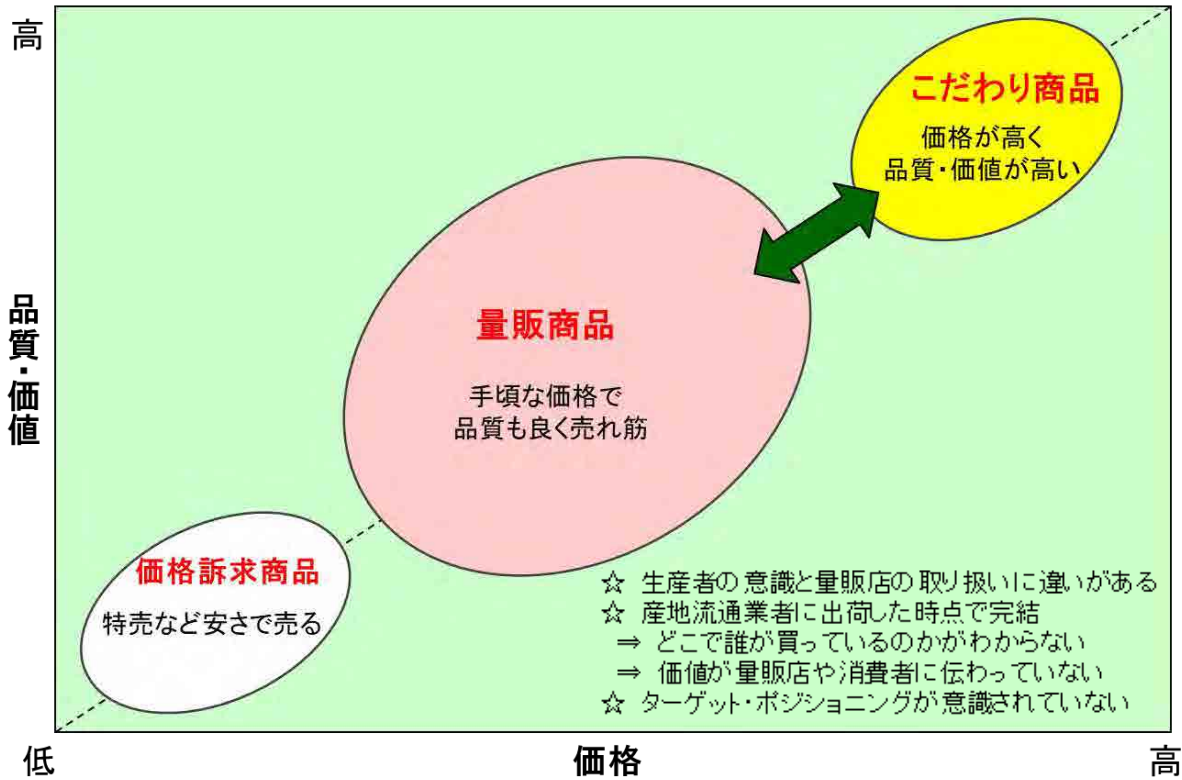 高
こだわり商品
価格が高く
品質・価値が高い
品質・価値
量販商品
手頃な価格で
品質も良く売れ筋
価格訴求商品
特売など安さで売る
☆ 生産者の意識と量販店の取り扱いに違いがある
☆ 産地流通業者に出荷した時点で完結
⇒ どこで誰が買っているのかがわからない
⇒ 価値が量販店や消費者に伝わっていない
☆ ターゲット・ポジショニングが意識されていない
低
価格
高